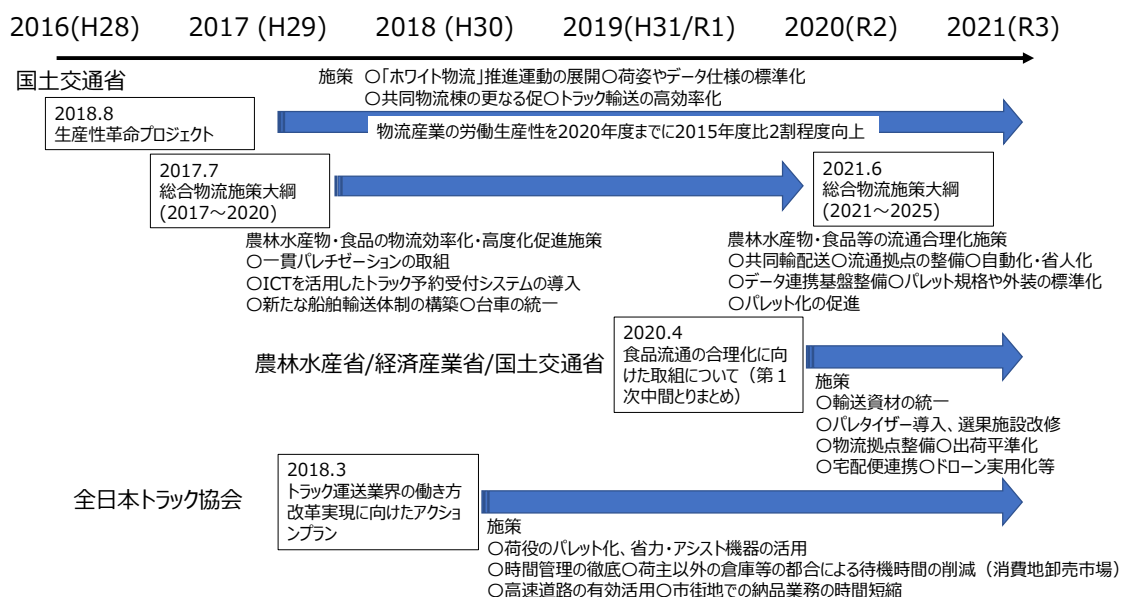 2016(H28) 2017 (H29) 2018 (H30) 2019(H31/R1) 2020(R2) 2021(R3)
国土交通省
施策 〇「ホワイト物流」推進運動の展開〇荷姿やデータ仕様の標準化
〇共同物流棟の更なる促〇トラック輸送の高効率化
2018.8
生産性革命プロジェクト
物流産業の労働生産性を2020年度までに2015年度比2割程度向上
2017.7
総合物流施策大綱
(2017～2020)
2021.6
総合物流施策大綱
(2021～2025)
農林水産物・食品の物流効率化・高度化促進施策
〇一貫パレチゼーションの取組
〇ICTを活用したトラック予約受付システムの導入
〇新たな船舶輸送体制の構築〇台車の統一
農林水産物・食品等の流通合理化施策
〇共同輸配送〇流通拠点の整備〇自動化・省人化
〇データ連携基盤整備〇パレット規格や外装の標準化
〇パレット化の促進
農林水産省/経済産業省/国土交通省
2020.4
食品流通の合理化に向
けた取組について（第１
次中間とりまとめ）
施策
〇輸送資材の統一
〇パレタイザー導入、選果施設改修
〇物流拠点整備〇出荷平準化
〇宅配便連携〇ドローン実用化等
全日本トラック協会
2018.3
トラック運送業界の働き方
改革実現に向けたアクショ
ンプラン
施策
〇荷役のパレット化、省力・アシスト機器の活用
〇時間管理の徹底〇荷主以外の倉庫等の都合による待機時間の削減（消費地卸売市場）
〇高速道路の有効活用〇市街地での納品業務の時間短縮